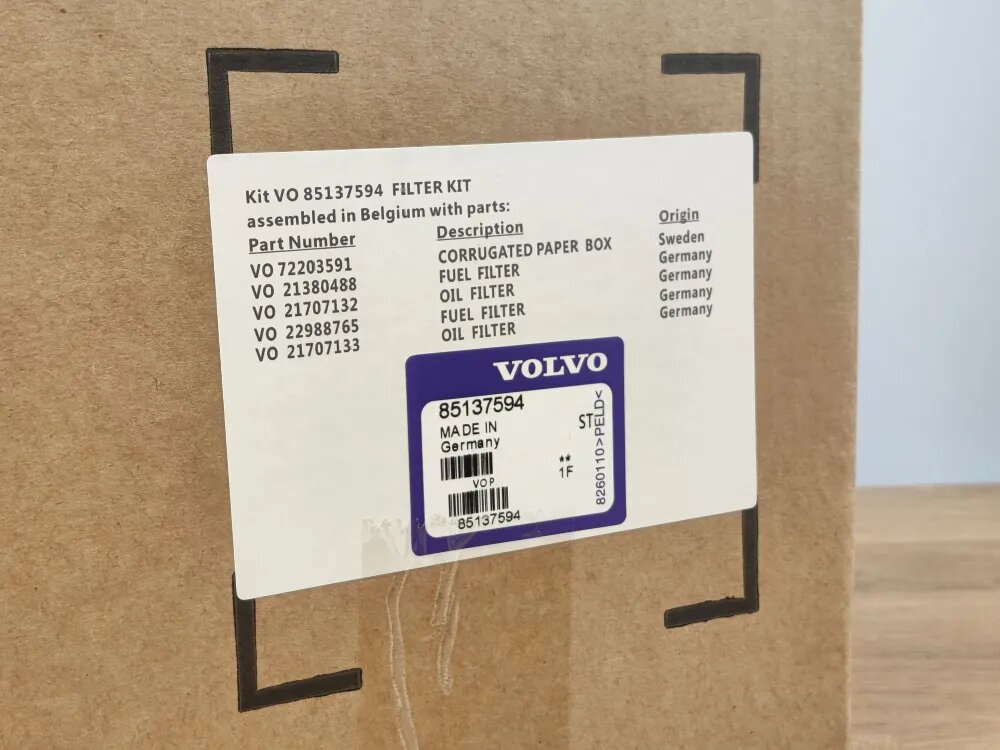 Kit VO 85137594 FILTER KIT
assembled in Belgium with parts:
Part Number Description Origin
VO 72203591 CORRUGATED PAPER BOX Sweden
VO 21380488 FUEL FILTER Germany
VO 21707132 OIL FILTER Germany
VO 22988765 FUEL FILTER Germany
VO 21707133 OIL FILTER Germany
VOLVO
85137594
MADE IN
Germany
ST
**
1F
VOP
85137594
8260110>PELD<